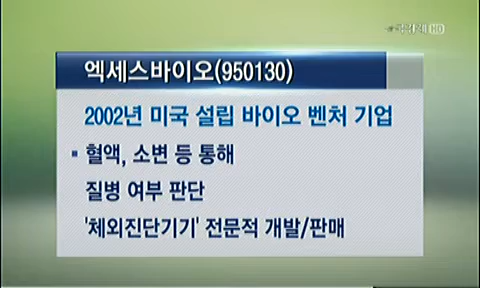 엑세스바이오(950130)
2002년 미국 설립 바이오 벤처 기업
▪ 혈액, 소변 등 통해
질병 여부 판단
'체외진단기기' 전문적 개발/판매